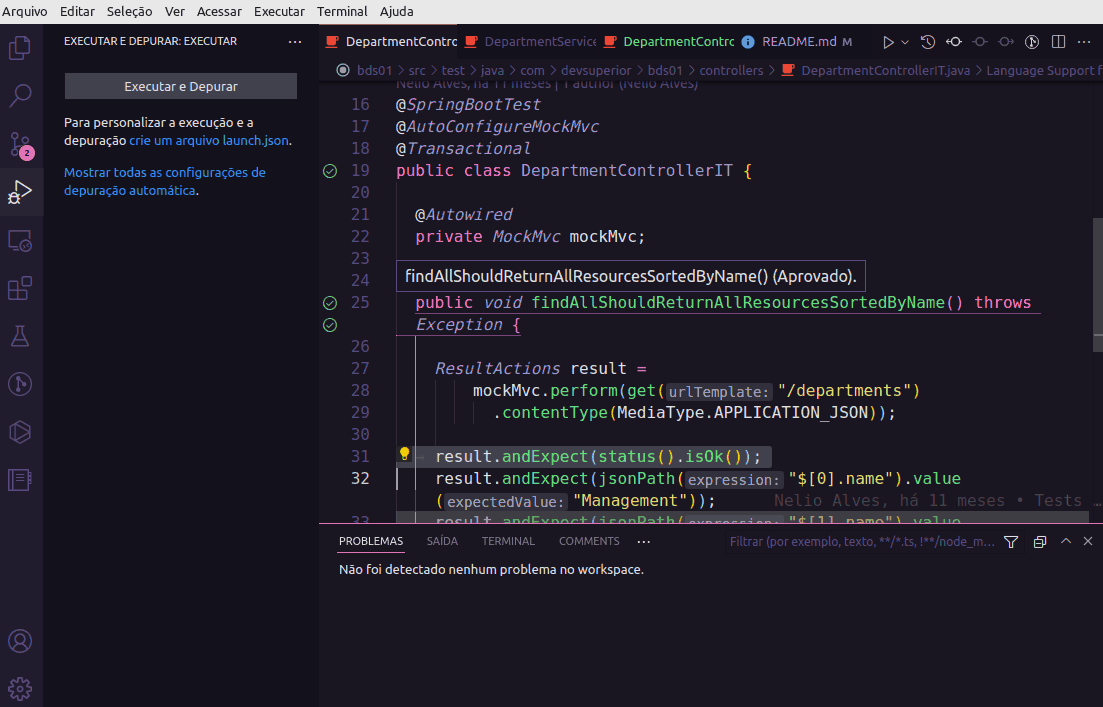 Arquivo Editar Seleção Ver Acessar Executar Terminal Ajuda
EXECUTAR E DEPURAR: EXECUTAR
Executar e Depurar
Para personalizar a execução e a
depuração crie um arquivo launch.json.
Mostrar todas as configurações de
depuração automática.
2
DepartmentContro DepartmentService DepartmentContro README.md M
bds01 > src > test > java > com > devsuperior > bds01 > controllers > DepartmentControllerIT.java > Language Support f
Nelio Alves, há 11 meses | 1 author (Nelio Alves)
16 @SpringBootTest
17 @AutoConfigureMockMvc
18 @Transactional
19 public class DepartmentControllerIT {
20
21 @Autowired
22 private MockMvc mockMvc;
23
24 findAllShouldReturnAllResourcesSortedByName() (Aprovado).
25 public void findAllShouldReturnAllResourcesSortedByName() throws
Exception {
26
27 ResultActions result =
28 mockMvc.perform(get(urlTemplate: "/departments")
29 .contentType(MediaType.APPLICATION_JSON));
30
31 result.andExpect(status().isOk());
32 result.andExpect(jsonPath(expression: "$[0].name").value
(expectedValue: "Management")); Nelio Alves, há 11 meses • Tests …
33 result.andExpect(jsonPath(expression: "$[1].name").value
PROBLEMAS SAÍDA TERMINAL COMMENTS ··· Filtrar (por exemplo, texto, **/*.ts, !**/node_m...
Não foi detectado nenhum problema no workspace.